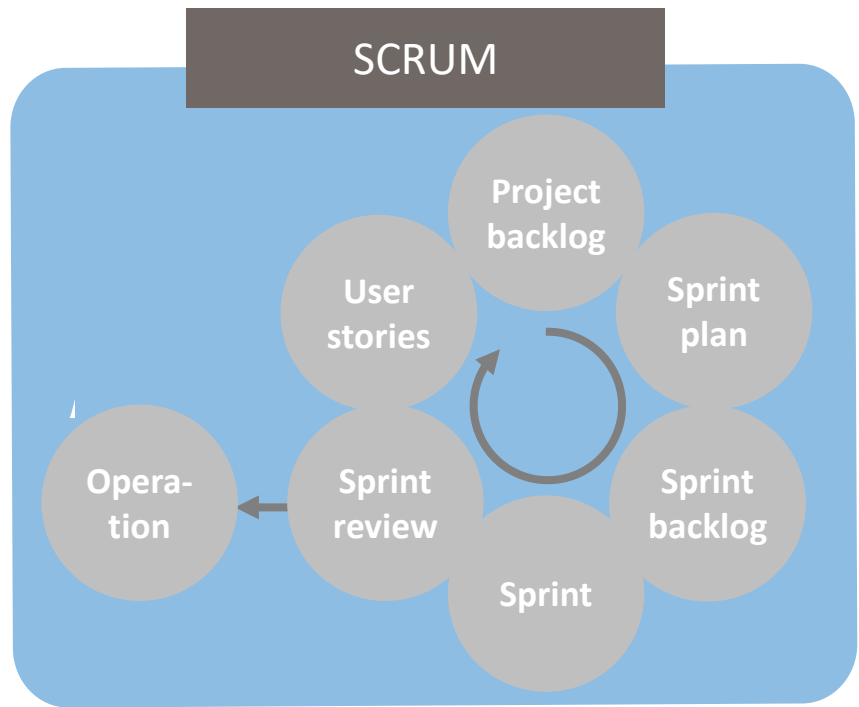 SCRUM
Project
backlog
User
stories
Sprint
plan
Opera-
tion
Sprint
review
Sprint
backlog
Sprint